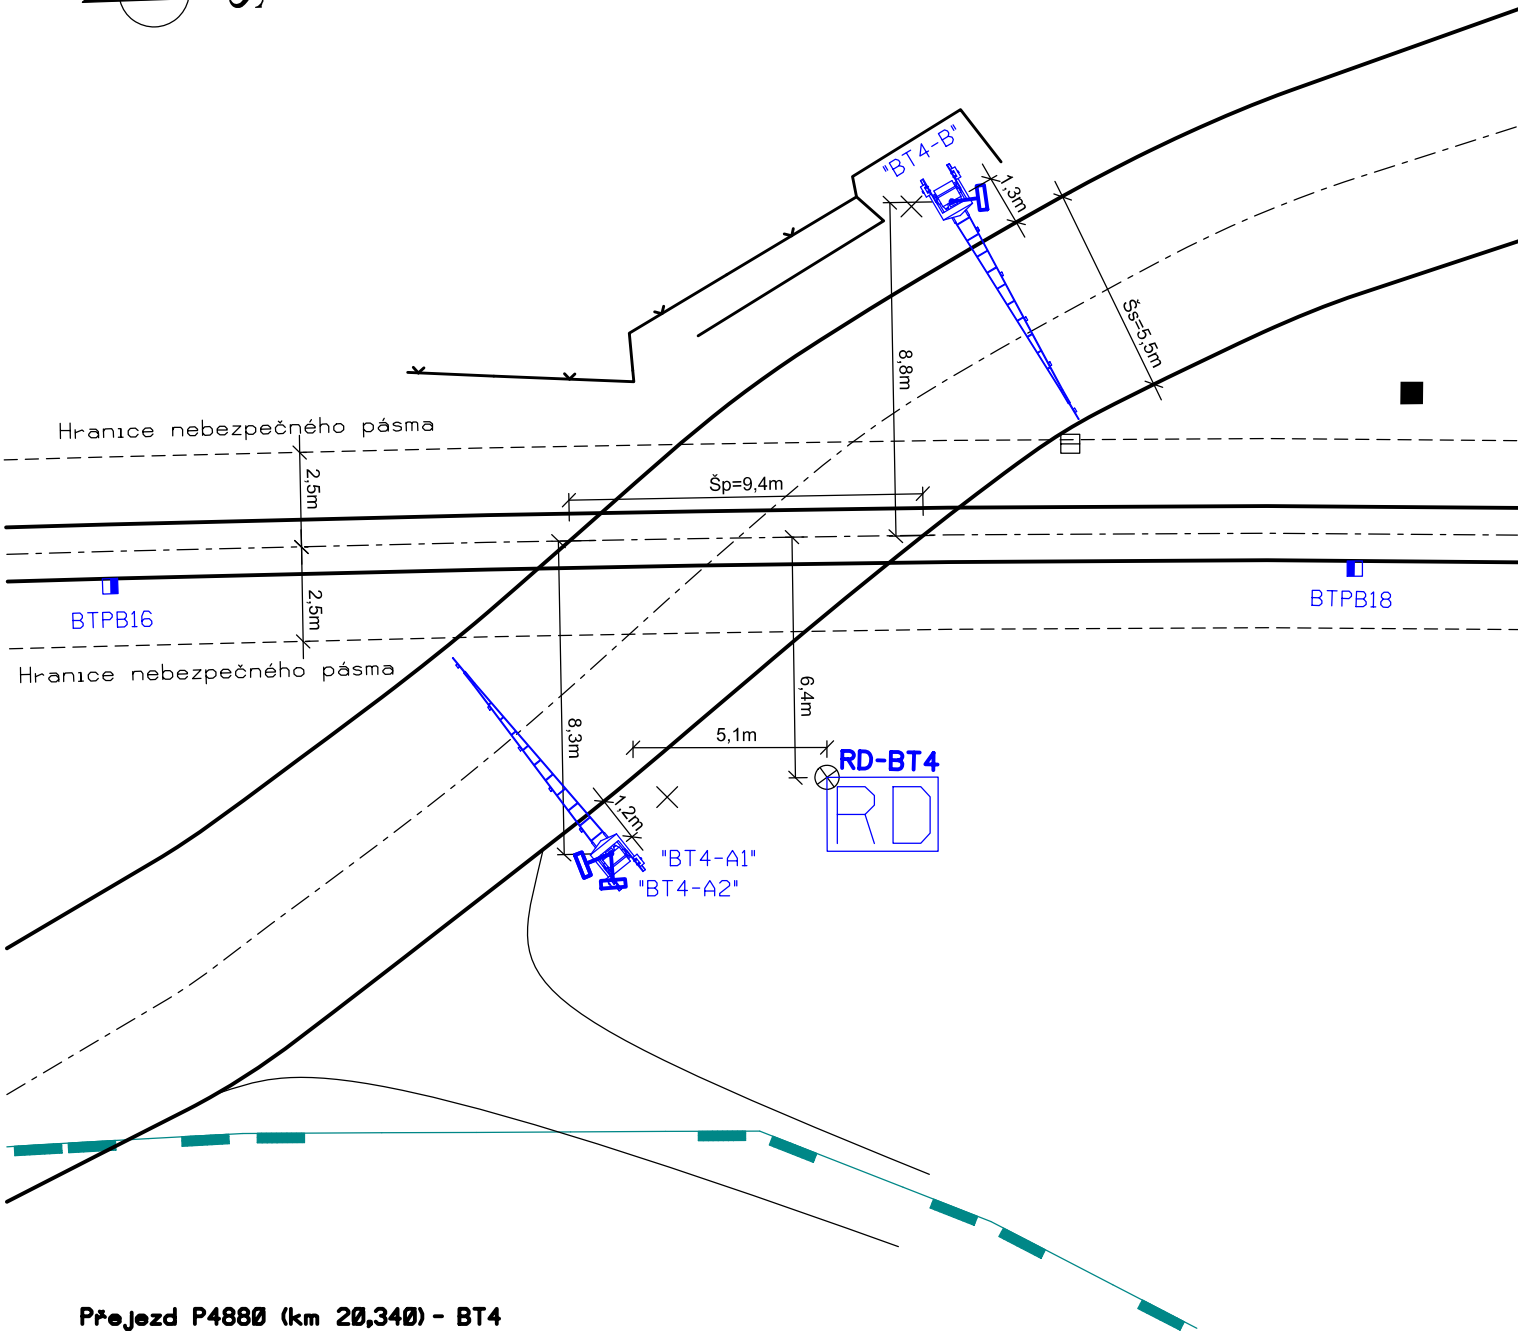 "BT4-B"
1,3m
Šs=5,5m
8,8m
Hranice nebezpečného pásma
2,5m
Šp=9,4m
BTPB16
2,5m
BTPB18
Hranice nebezpečného pásma
6,4m
8,3m
5,1m
RD-BT4
RD
1,2m
"BT4-A1"
"BT4-A2"
Přejezd P4880 (km 20,340) - BT4